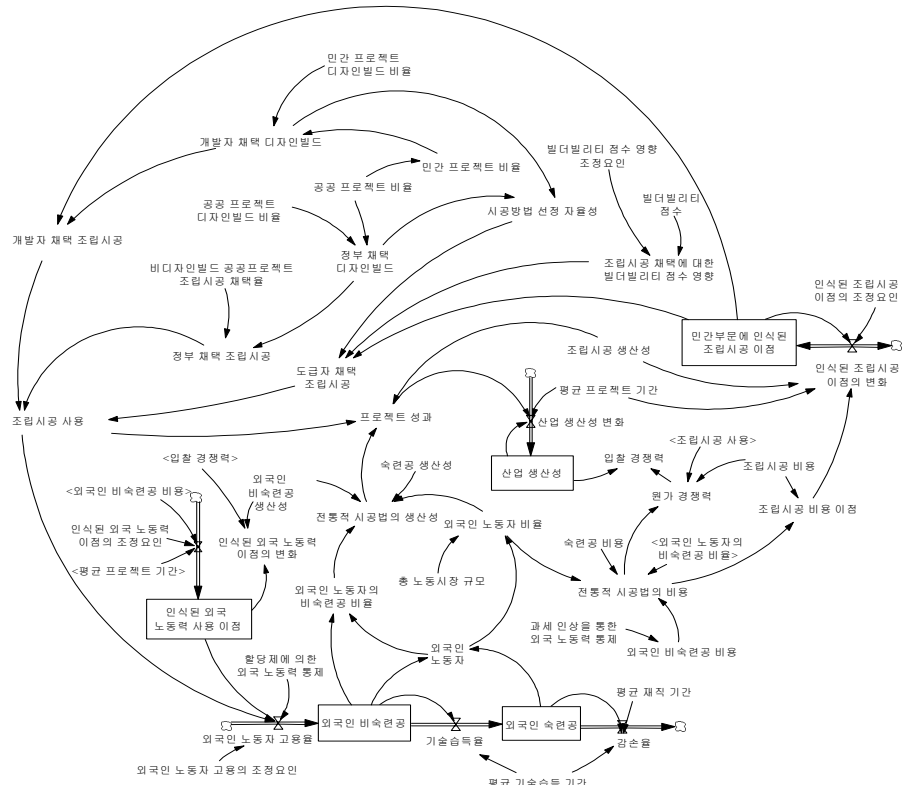 민간 프로젝트
디자인빌드 비율
개발자 채택 디자인빌드
빌더빌리티 점수 영향
조정요인
민간 프로젝트 비율
공공 프로젝트 비율
빌더빌리티
점수
공공 프로젝트
디자인빌드 비율
시공방법 선정 자율성
개발자 채택 조립시공
정부 채택
디자인빌드
조립시공 채택에 대한
빌더빌리티 점수 영향
비디자인빌드 공공프로젝트
조립시공 채택율
인식된 조립시공
이점의 조정요인
민간부문에 인식된
조립시공 이점
정부 채택 조립시공
조립시공 생산성
인식된 조립시공
이점의 변화
도급자 채택
조립시공
평균 프로젝트 기간
조립시공 사용
프로젝트 성과
산업 생산성 변화
<조립시공 사용>
<입찰 경쟁력>
숙련공 생산성
산업 생산성
입찰 경쟁력
조립시공 비용
외국인
비숙련공
생산성
<외국인 비숙련공 비용>
원가 경쟁력
조립시공 비용 이점
전통적 시공법의 생산성
외국인 노동자 비율
인식된 외국 노동력
이점의 조정요인
인식된 외국 노동력
이점의 변화
숙련공 비용
<외국인 노동자의
비숙련공 비율>
<평균 프로젝트 기간>
총 노동시장 규모
외국인 노동자의
비숙련공 비율
전통적 시공법의 비용
인식된 외국
노동력 사용 이점
과세 인상을 통한
외국 노동력 통제
외국인 비숙련공 비용
외국인
노동자
할당제에 의한
외국 노동력 통제
평균 재직 기간
외국인 비숙련공
외국인 숙련공
외국인 노동자 고용율
기술습득율
감손율
외국인 노동자 고용의 조정요인
평균 기술습득 기간